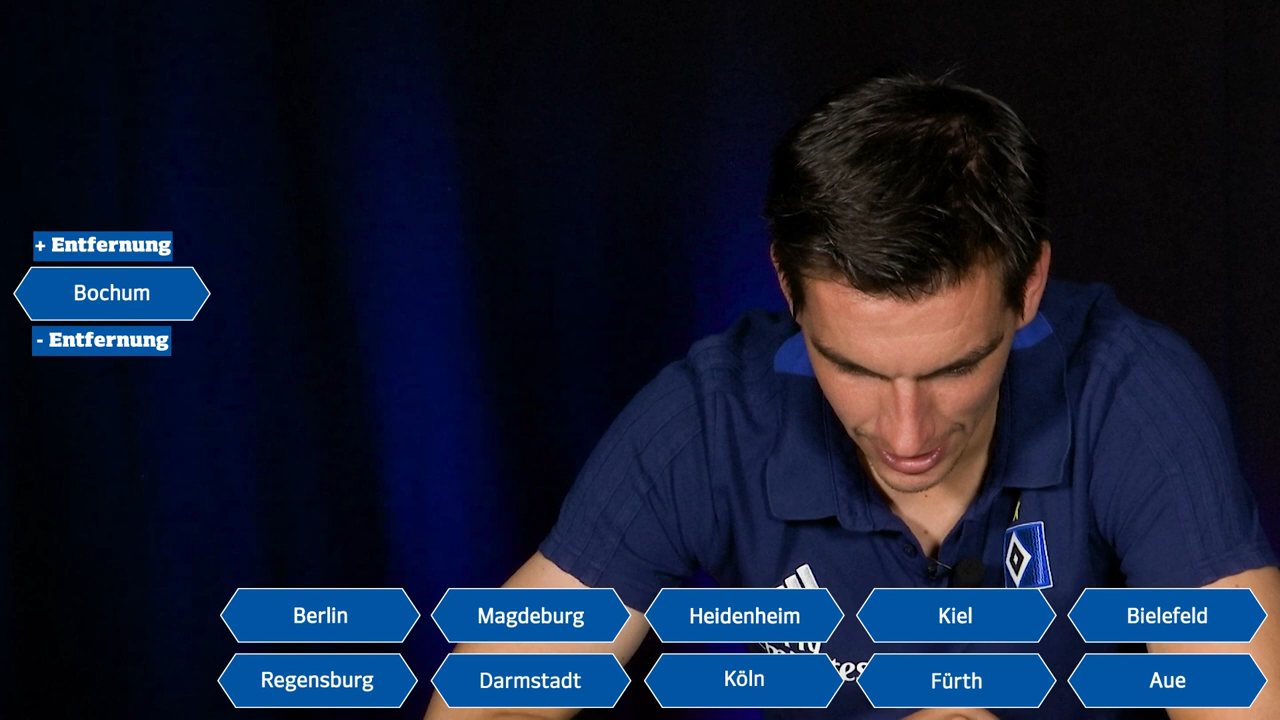 + Entfernung
Bochum
- Entfernung
Berlin
Magdeburg
Heidenheim
Kiel
Bielefeld
Regensburg
Darmstadt
Köln
Fürth
Aue